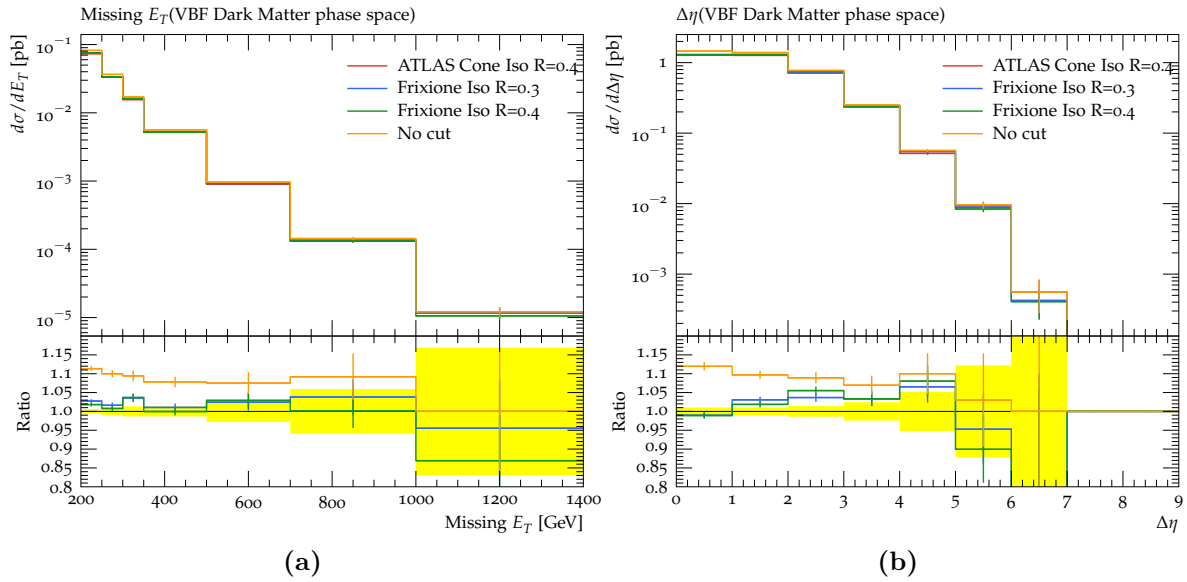 Missing E_T(VBF Dark Matter phase space)
dσ/dE_T [pb]
10⁻¹
10⁻²
10⁻³
10⁻⁴
10⁻⁵
ATLAS Cone Iso R=0.4
Frixione Iso R=0.3
Frixione Iso R=0.4
No cut
Ratio
1.15
1.1
1.05
1.0
0.95
0.9
0.85
0.8
200 400 600 800 1000 1200 1400
Missing E_T [GeV]
(a)
Δη(VBF Dark Matter phase space)
dσ/dΔη [pb]
1
10⁻¹
10⁻²
10⁻³
ATLAS Cone Iso R=0.4
Frixione Iso R=0.3
Frixione Iso R=0.4
No cut
Ratio
1.15
1.1
1.05
1.0
0.95
0.9
0.85
0.8
0 1 2 3 4 5 6 7 8 9
Δη
(b)